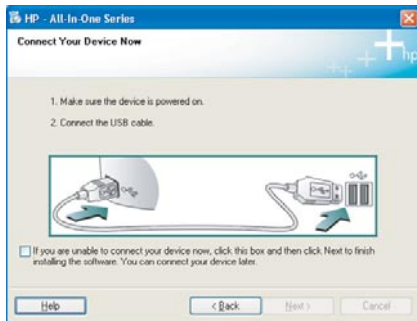 HP - All-In-One Series
Connect Your Device Now
hp
1. Make sure the device is powered on.
2. Connect the USB cable.
If you are unable to connect your device now, click this box and then click Next to finish
installing the software. You can connect your device later.
Help
< Back
Next >
Cancel